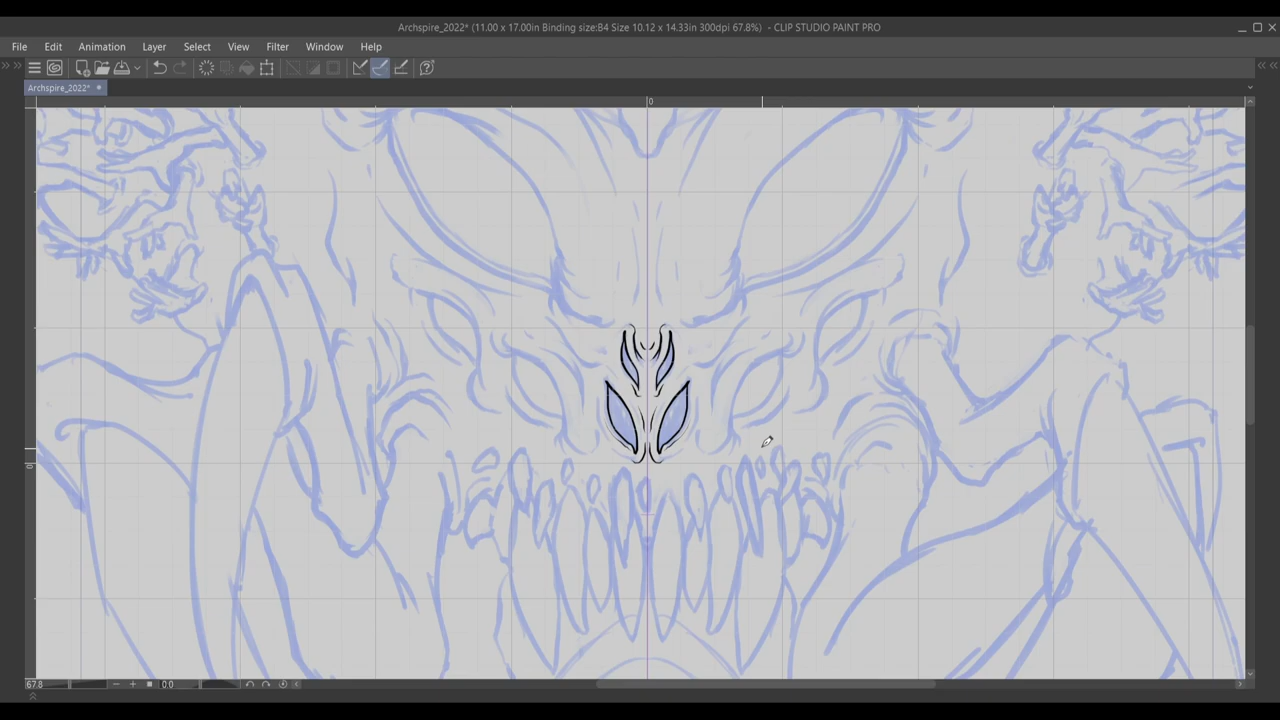 Archspire_2022* (11.00 x 17.00in Binding size:B4 Size 10.12 x 14.33in 300dpi 67.8%) - CLIP STUDIO PAINT PRO
File Edit Animation Layer Select View Filter Window Help
Archspire_2022*
0
0
67.8
0.0